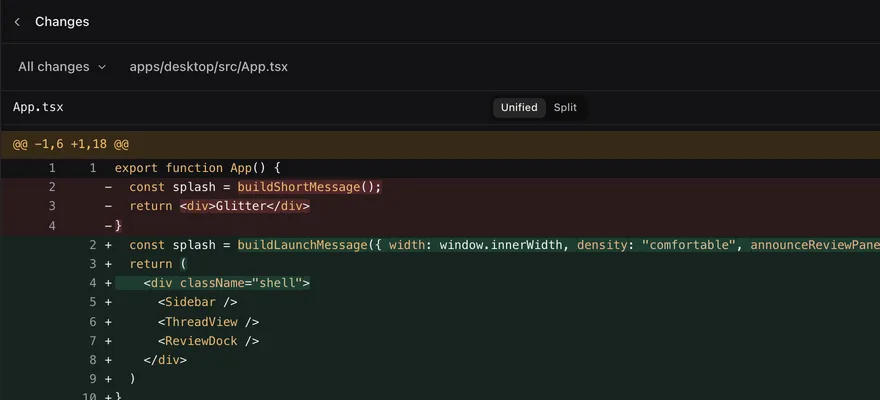 Changes
All changes apps/desktop/src/App.tsx
App.tsx Unified Split
@@ -1,6 +1,18 @@
1 1 export function App() {
2 - const splash = buildShortMessage();
3 - return <div>Glitter</div>
4 -}
2 + const splash = buildLaunchMessage({ width: window.innerWidth, density: "comfortable", announceReviewPane
3 + return (
4 + <div className="shell">
5 + <Sidebar />
6 + <ThreadView />
7 + <ReviewDock />
8 + </div>
9 + )
10 +}